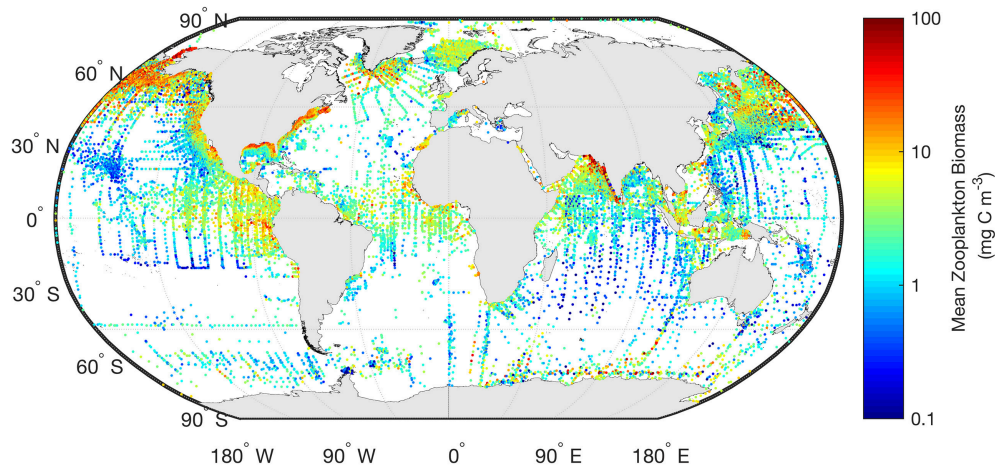 90° N
60° N
30° N
0°
30° S
60° S
90° S
180° W
90° W
0°
90° E
180° E
100
10
1
0.1
Mean Zooplankton Biomass
(mg C m⁻³)